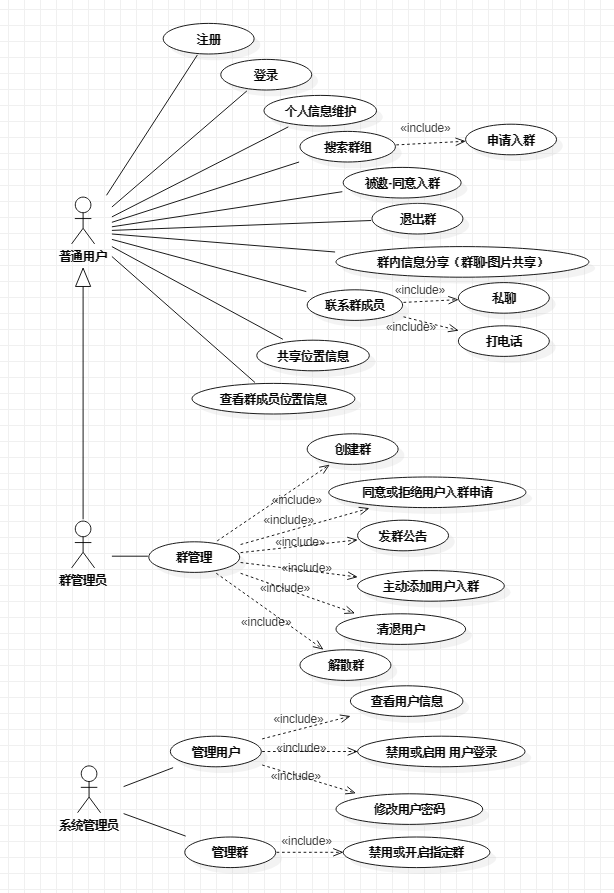 注册
登录
个人信息维护
搜索群组
«include»
申请入群
被邀-同意入群
退出群
普通用户
群内信息分享（群聊-图片共享）
联系群成员
«include»
私聊
«include»
打电话
共享位置信息
查看群成员位置信息
创建群
«include»
同意或拒绝用户入群申请
«include»
发群公告
«include»
群管理员
群管理
«include»
主动添加用户入群
«include»
清退用户
«include»
解散群
查看用户信息
«include»
管理用户
«include»
禁用或启用 用户登录
«include»
修改用户密码
系统管理员
管理群
«include»
禁用或开启指定群